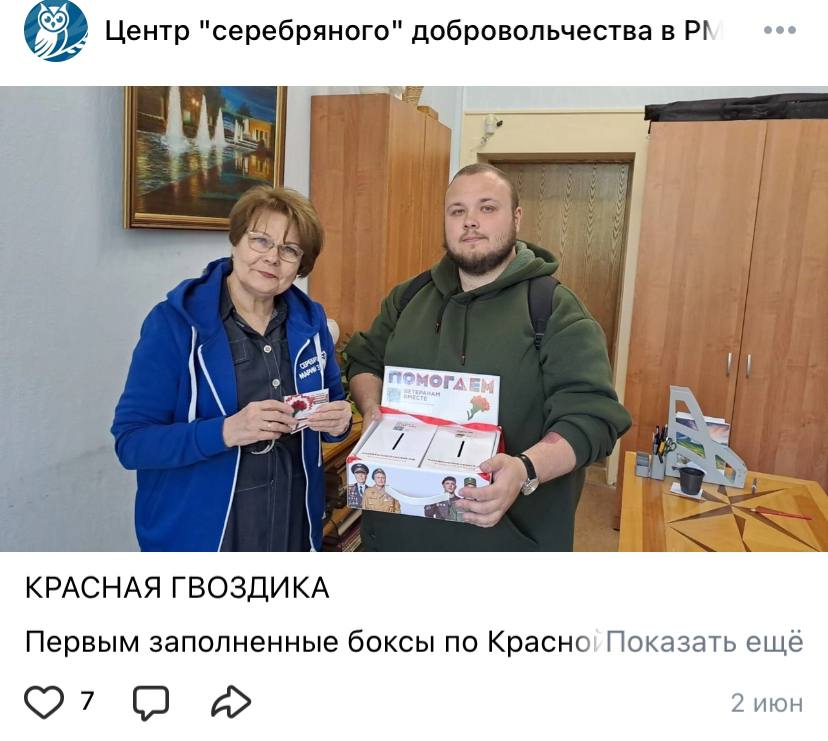 Центр "серебряного" добровольчества в РМ
ПОМОГАЕМ
ВЕТЕРАНАМ
ВМЕСТЕ
КРАСНАЯ ГВОЗДИКА
Первым заполненные боксы по Красной Показать ещё
7
2 июн